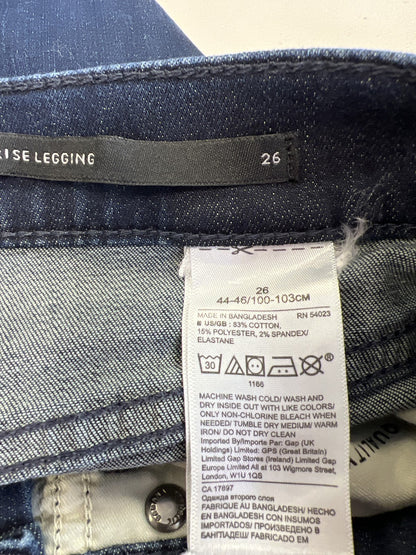 RISE LEGGING 26
26
44-46/100-103CM
MADE IN BANGLADESH RN 54023
US/GB : 83% COTTON,
15% POLYESTER, 2% SPANDEX/
ELASTANE
30
1166
MACHINE WASH COLD/ WASH AND
DRY INSIDE OUT WITH LIKE COLORS/
ONLY NON-CHLORINE BLEACH WHEN
NEEDED/ TUMBLE DRY MEDIUM/ WARM
IRON/ DO NOT DRY CLEAN
Imported By/Importe Par: Gap (UK
Holdings) Limited: GPS (Great Britain)
Limited Gap Stores (Ireland) Limited Gap
Europe Limited All at 103 Wigmore Street,
London, W1U 1QS
CA 17897
Одежда второго слоя
FABRIQUE AU BANGLADESH/ HECHO
EN BANGLADESH CON INSUMOS
IMPORTADOS/ ПРОИЗВЕДЕНО В
БАНГЛАДЕШ/